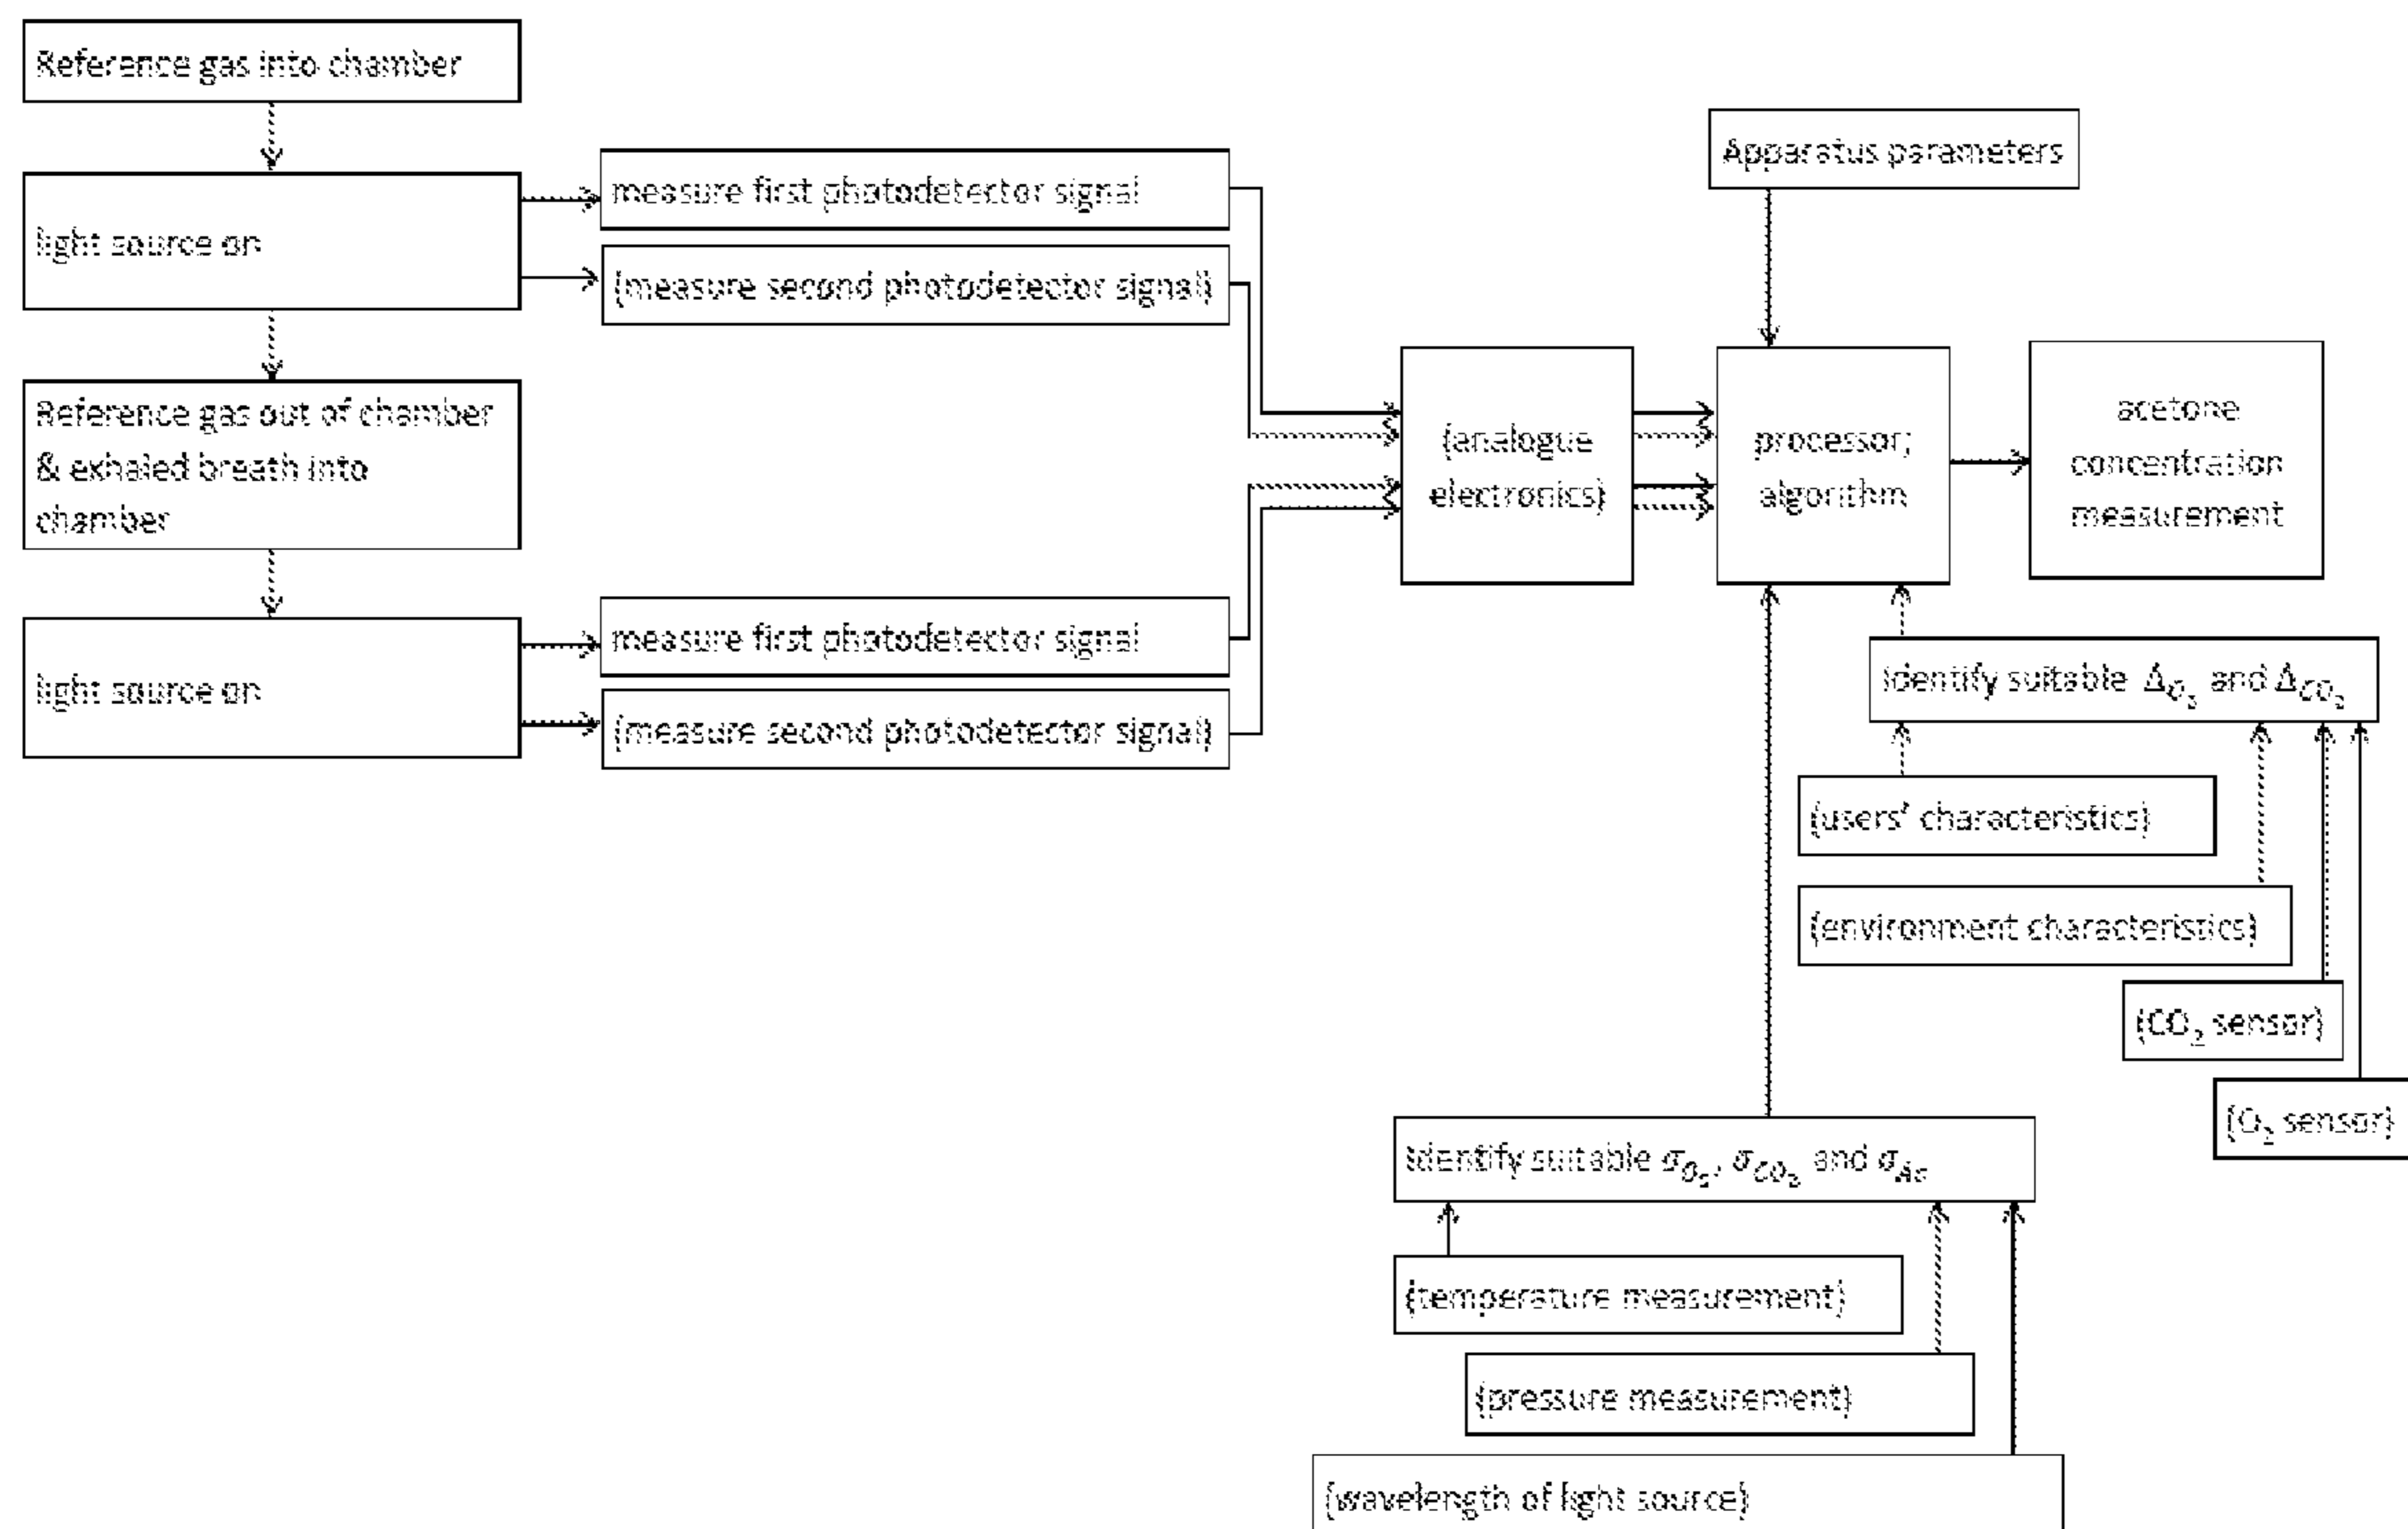 Reference gas into chamber
light source on
measure first photodetector signal
(measure second photodetector signal)
Reference gas out of chamber
& exhaled breath into
chamber
light source on
measure first photodetector signal
(measure second photodetector signal)
(analogue
electronics)
Apparatus parameters
processor;
algorithm
acetone
concentration
measurement
Identify suitable Δ_O₂ and Δ_CO₂
(users' characteristics)
(environment characteristics)
(CO₂ sensor)
(O₂ sensor)
Identify suitable σ_O₂, σ_CO₂ and σ_Ac
(temperature measurement)
(pressure measurement)
(wavelength of light source)